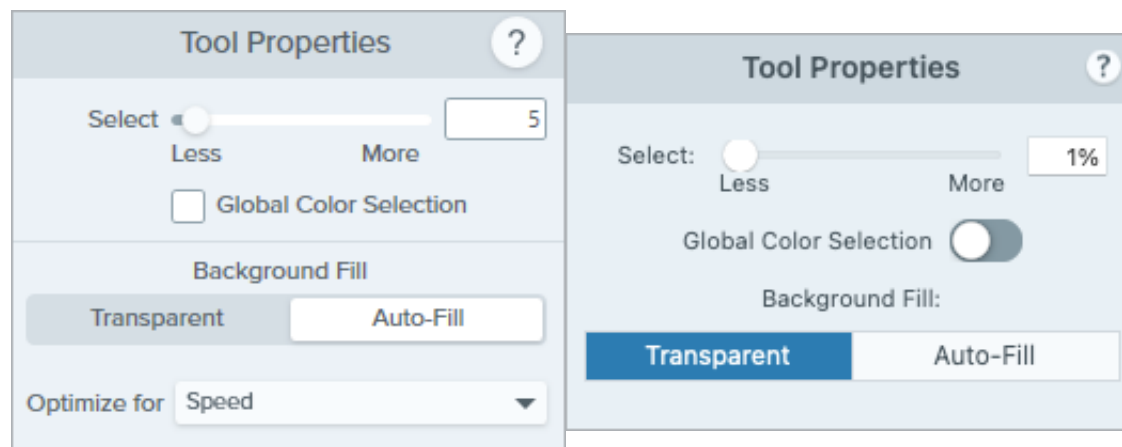 Tool Properties ?
Select 5
Less More
Global Color Selection
Background Fill
Transparent Auto-Fill
Optimize for Speed
Tool Properties ?
Select: 1%
Less More
Global Color Selection
Background Fill:
Transparent Auto-Fill